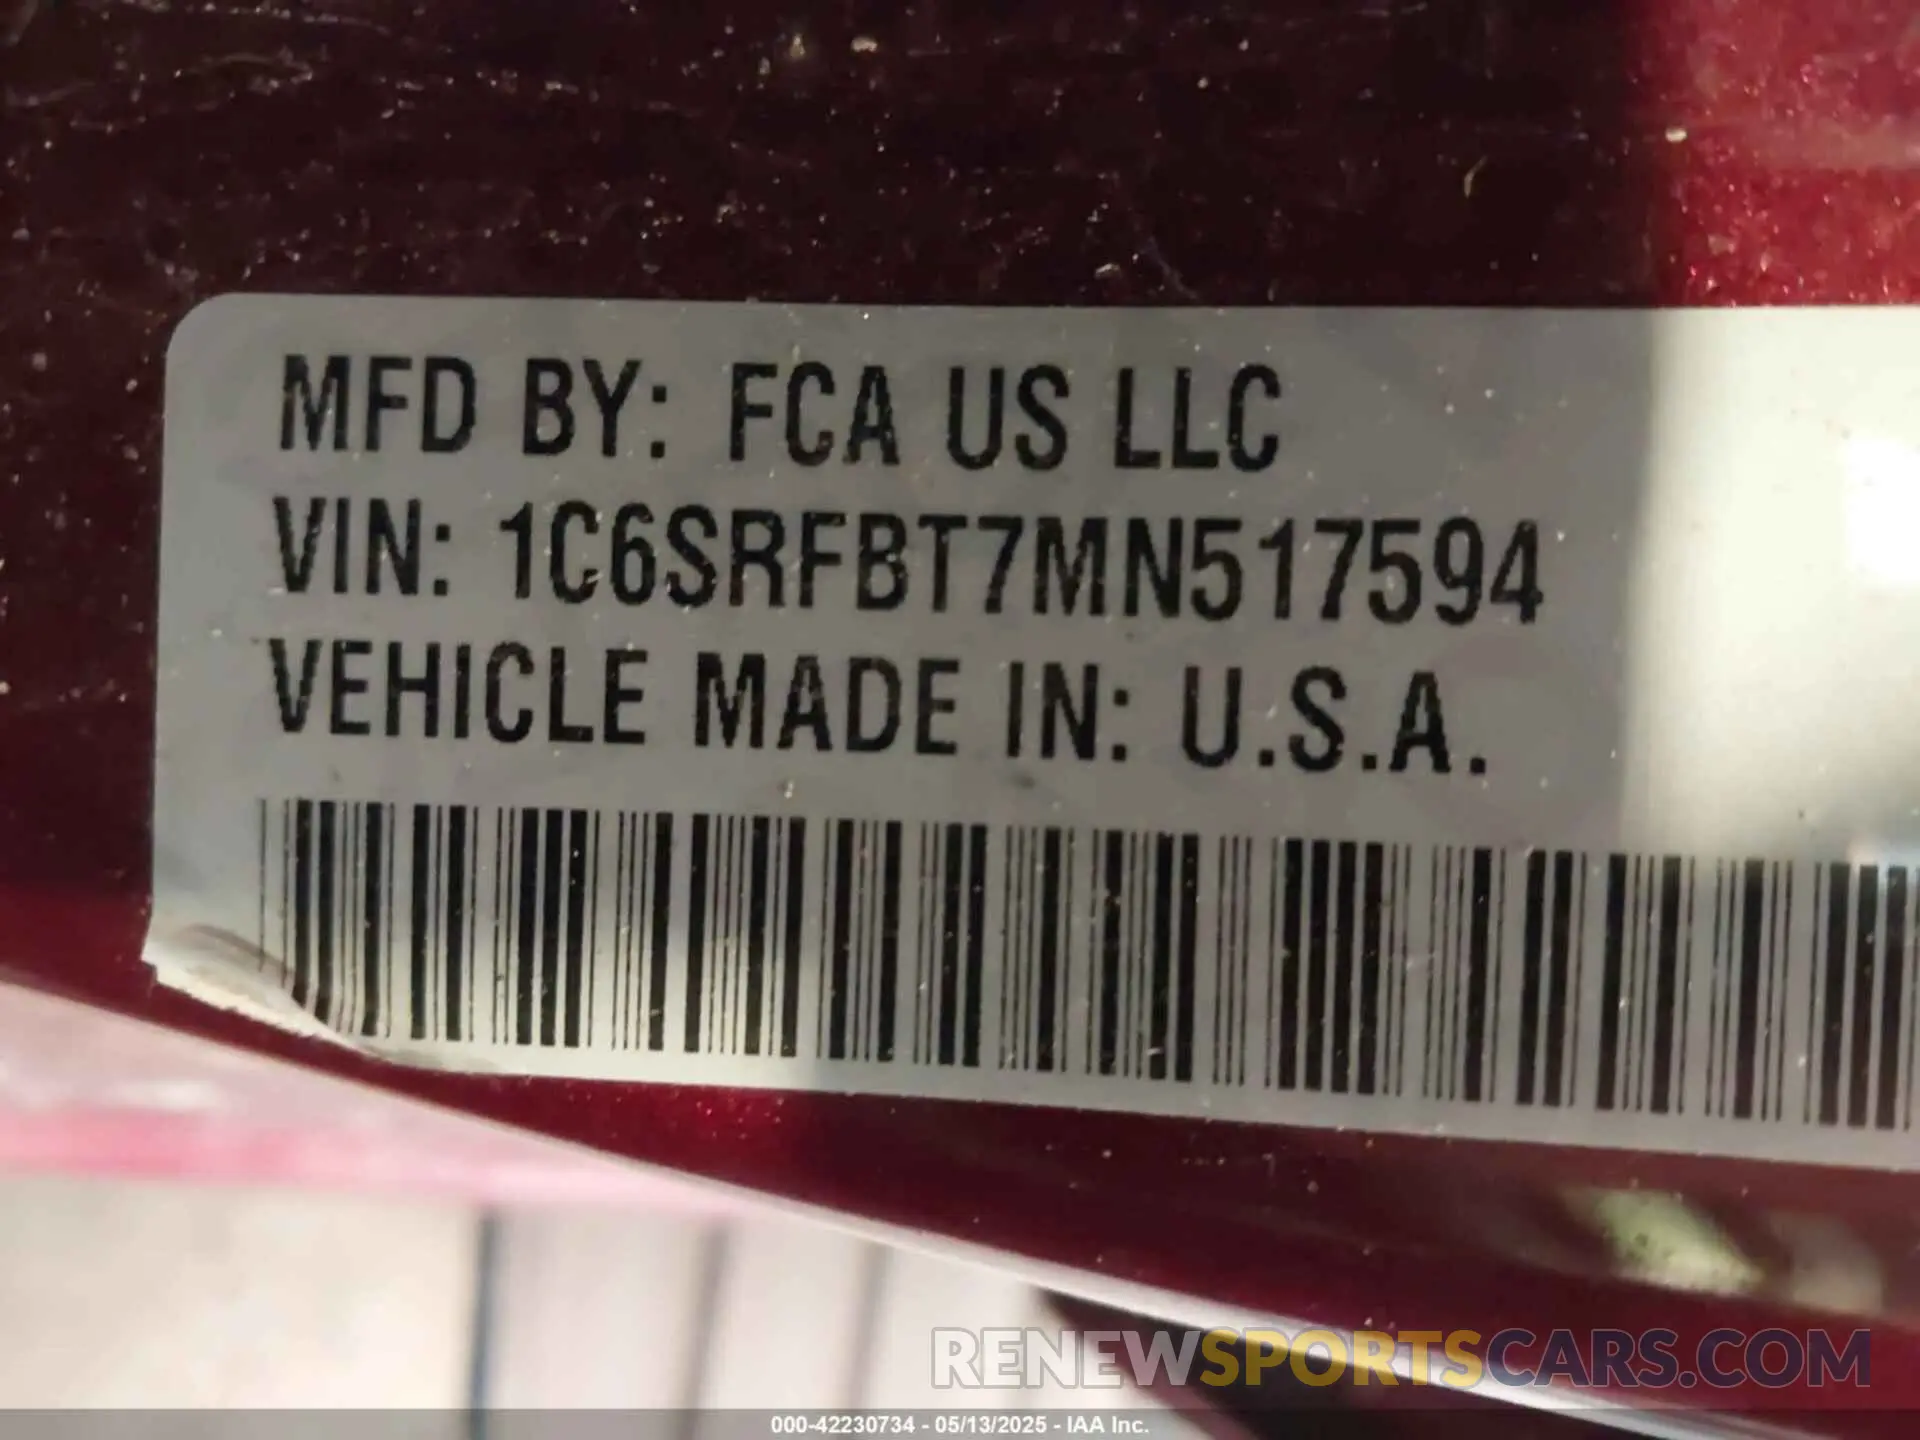 MFD BY: FCA US LLC
VIN: 1C6SRFBT7MN517594
VEHICLE MADE IN: U.S.A.
RENEWSPORTSCARS.COM
000-42230734 - 05/13/2025 - IAA Inc.